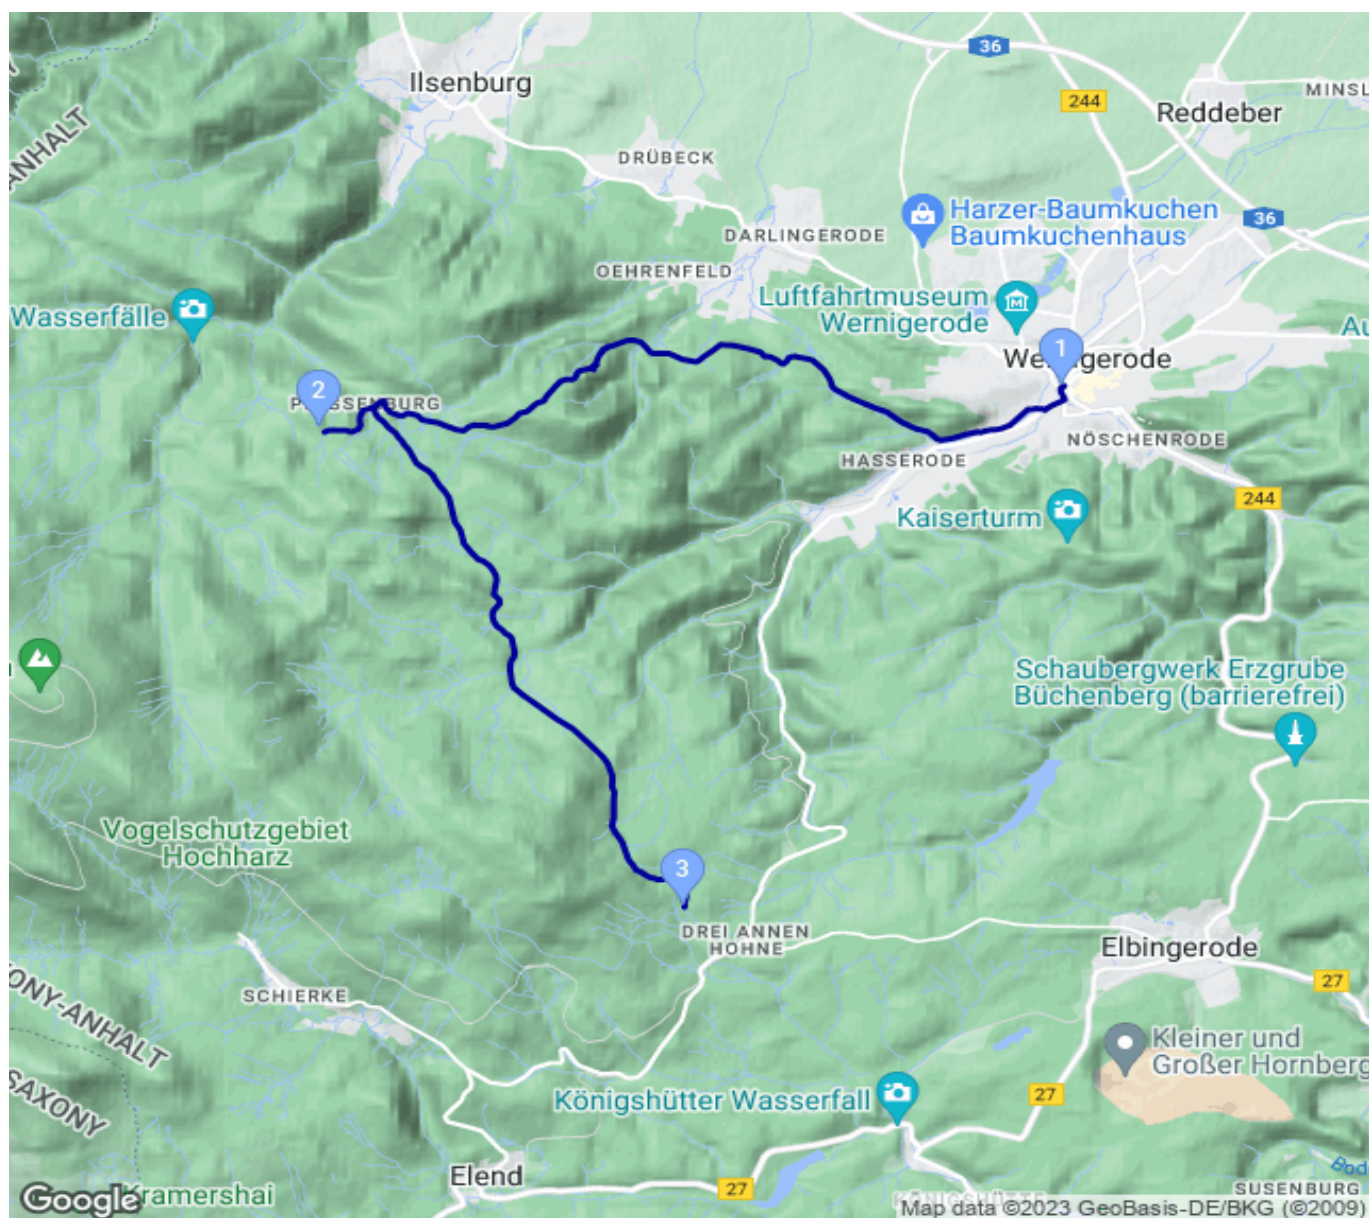 36
Ilsenburg
244
MINSL
Reddeber
ANHALT
DRÜBECK
Harzer-Baumkuchen
Baumkuchenhaus
36
DARLINGERODE
OEHRENFELD
Luftfahrtmuseum
Wernigerode
Wasserfälle
Au
1
2
HASSERODE
NÖSCHENRODE
244
Kaiserturm
Schaubergwerk Erzgrube
Büchenberg (barrierefrei)
Vogelschutzgebiet
Hochharz
3
DREI ANNEN
HOHNE
Elbingerode
27
SCHIERKE
ONY-ANHALT
SAXONY
Kleiner und
Großer Hornberg
27
Königshütter Wasserfall
Elend
27
Bad
SUSENBURG
Google
Kramershai
Map data ©2023 GeoBasis-DE/BKG (©2009)